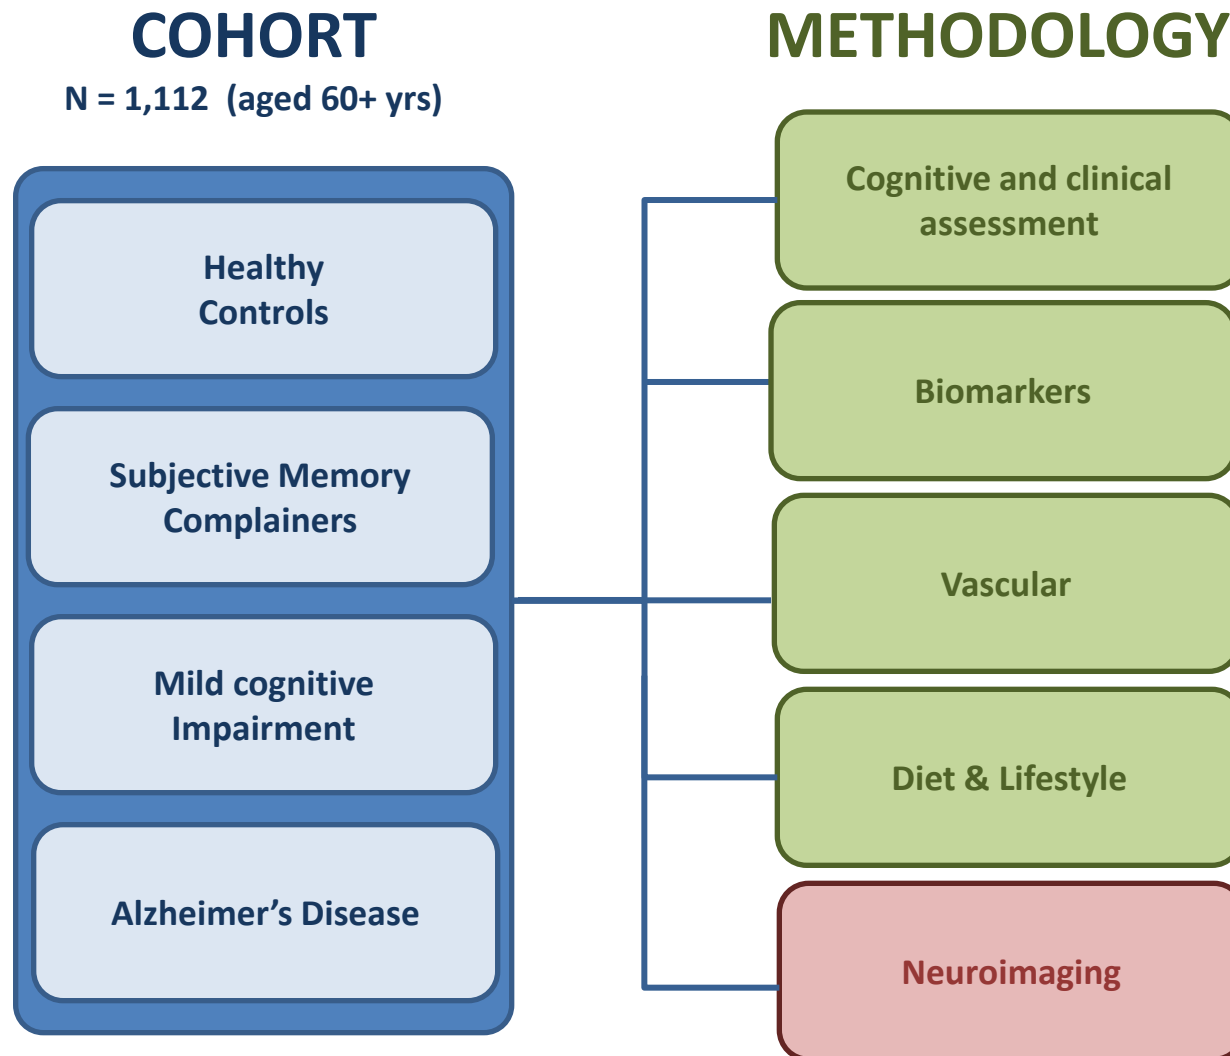 COHORT
N = 1,112  (aged 60+ yrs)
Healthy
Controls
Subjective Memory
Complainers
Mild cognitive
Impairment
Alzheimer’s Disease
METHODOLOGY
Cognitive and clinical
assessment
Biomarkers
Vascular
Diet & Lifestyle
Neuroimaging